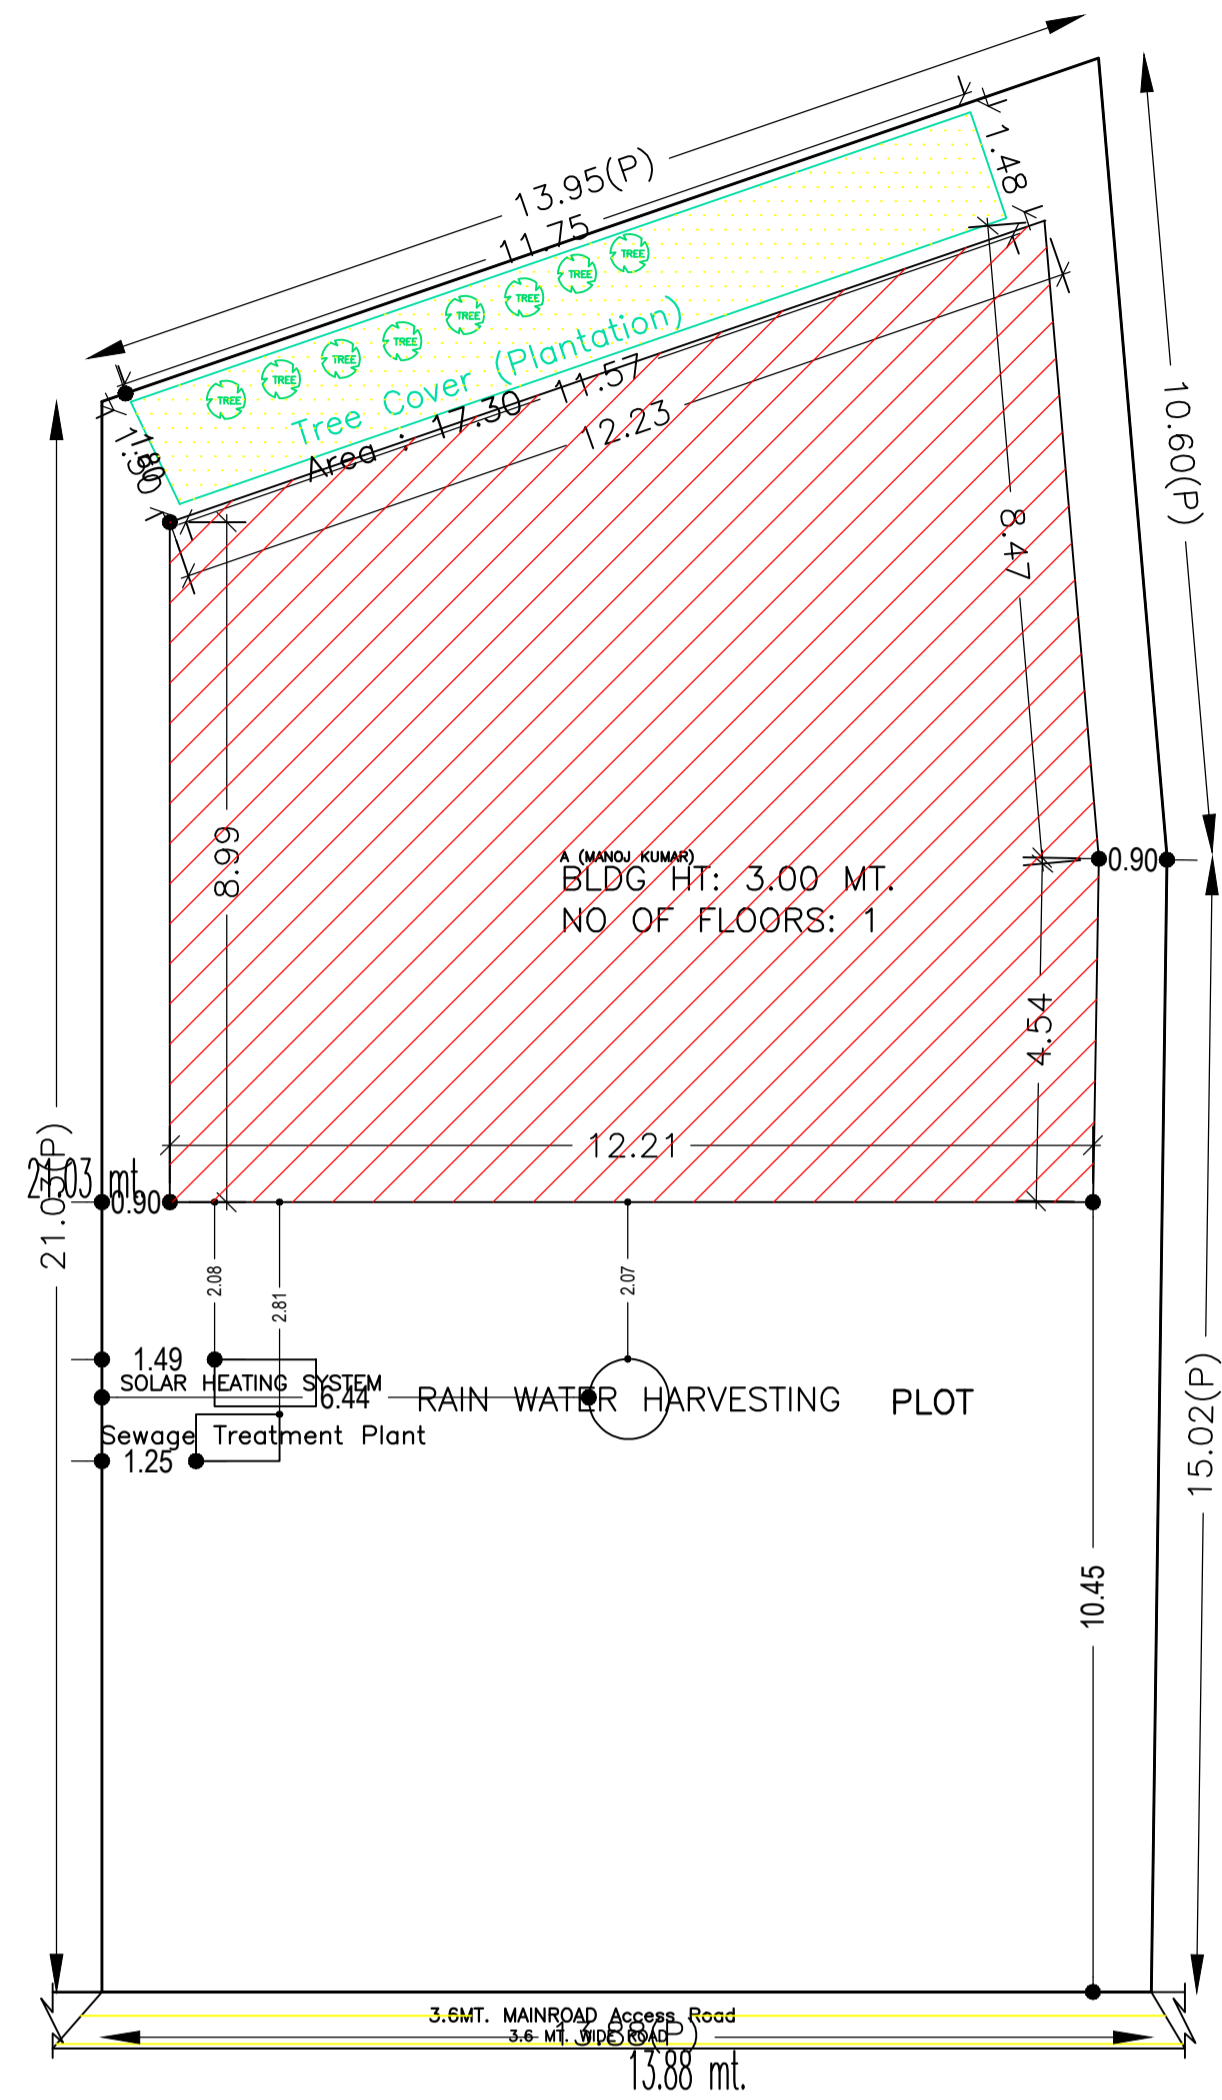 13.95(P)
11.75
1.48
TREE
TREE
TREE
TREE
TREE
TREE
TREE
TREE
Tree Cover (Plantation)
Area : 17.30
11.57
12.23
1.80
1.50
10.60(P)
8.47
8.99
A (MANOJ KUMAR)
BLDG HT: 3.00 MT.
NO OF FLOORS: 1
0.90
4.54
12.21
21.03 mt.
21.03(P)
0.90
2.08
2.81
2.07
1.49
SOLAR HEATING SYSTEM
6.44
RAIN WATER HARVESTING
PLOT
Sewage Treatment Plant
1.25
15.02(P)
10.45
3.6MT. MAINROAD Access Road
3.6 MT. WIDE ROAD
13.88(P)
13.88 mt.